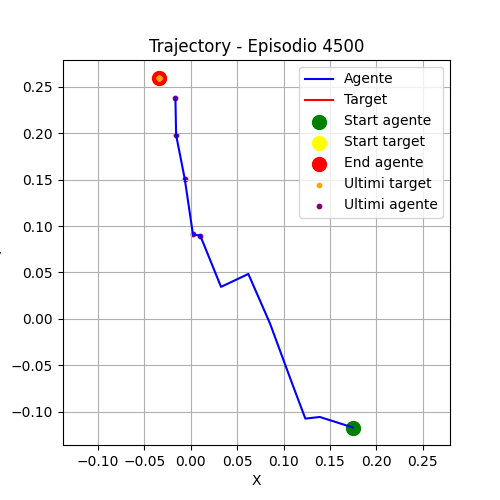 Trajectory - Episodio 4500
Agente
Target
Start agente
Start target
End agente
Ultimi target
Ultimi agente
0.25
0.20
0.15
0.10
0.05
0.00
−0.05
−0.10
−0.10 −0.05 0.00 0.05 0.10 0.15 0.20 0.25
X